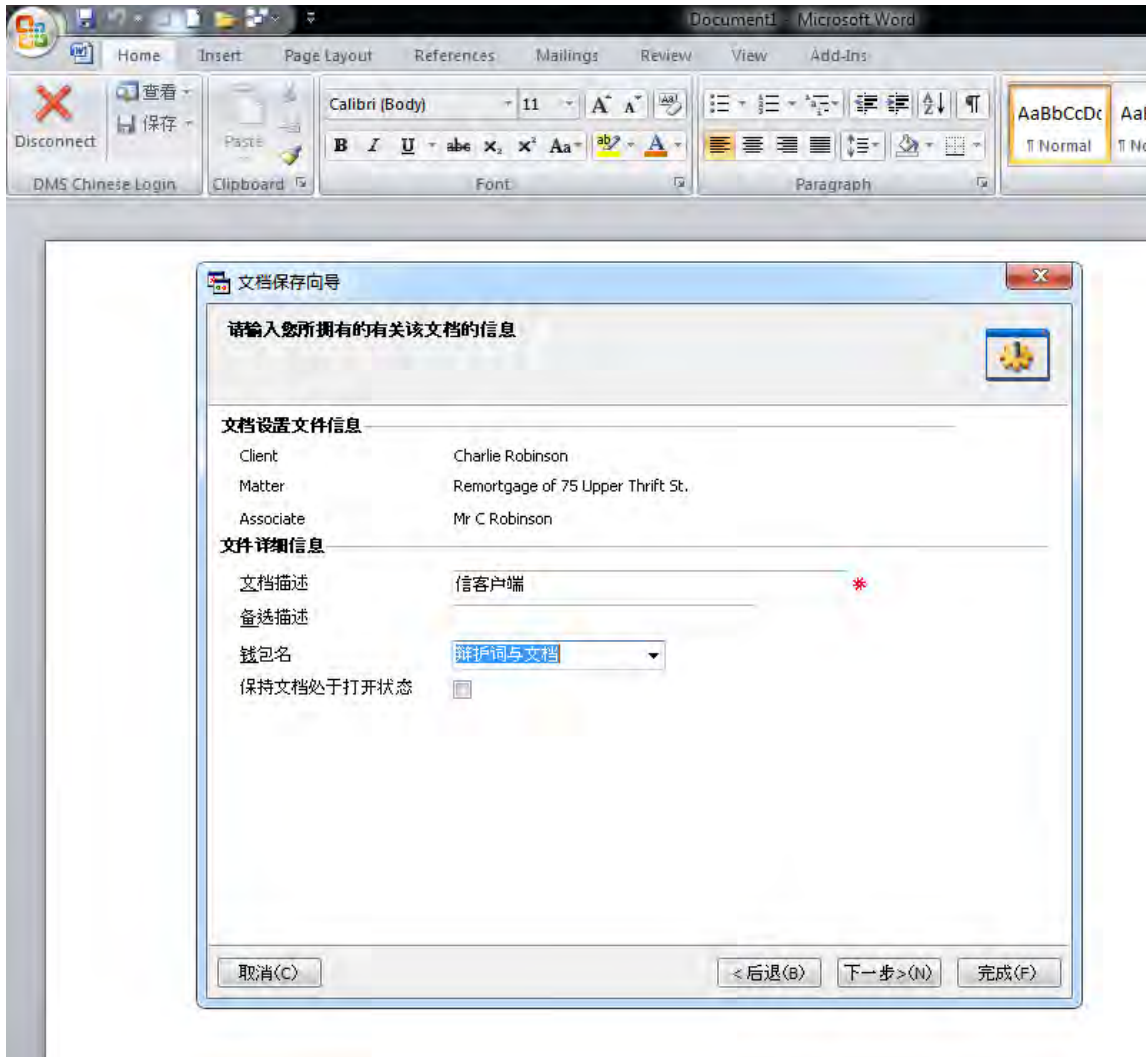 Document1 - Microsoft Word
Home Insert Page Layout References Mailings Review View Add-Ins
Disconnect
查看
保存
Paste
Calibri (Body) 11
B I U abc X₂ X² Aa ab A
AaBbCcDc
¶ Normal
DMS Chinese Login Clipboard Font Paragraph
文档保存向导
请输入您所拥有的有关该文档的信息
文档设置文件信息
Client Charlie Robinson
Matter Remortgage of 75 Upper Thrift St.
Associate Mr C Robinson
文件详细信息
文档描述 信客户端
备选描述
钱包名 辩护词与文档
保持文档处于打开状态
取消(C) <后退(B) 下一步>(N) 完成(F)